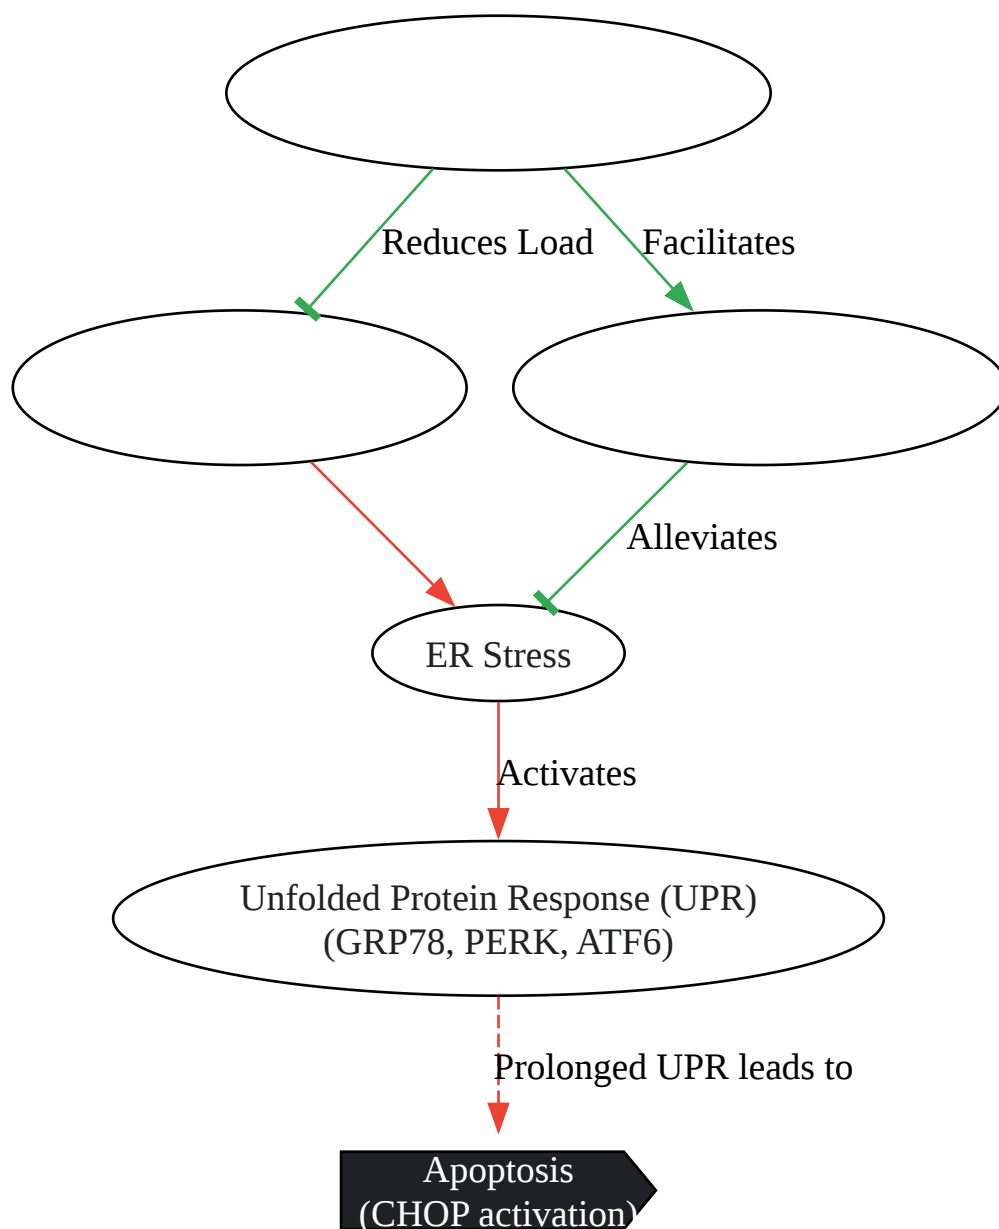 Reduces Load
Facilitates
Alleviates
ER Stress
Activates
Unfolded Protein Response (UPR)
(GRP78, PERK, ATF6)
Prolonged UPR leads to
Apoptosis
(CHOP activation)